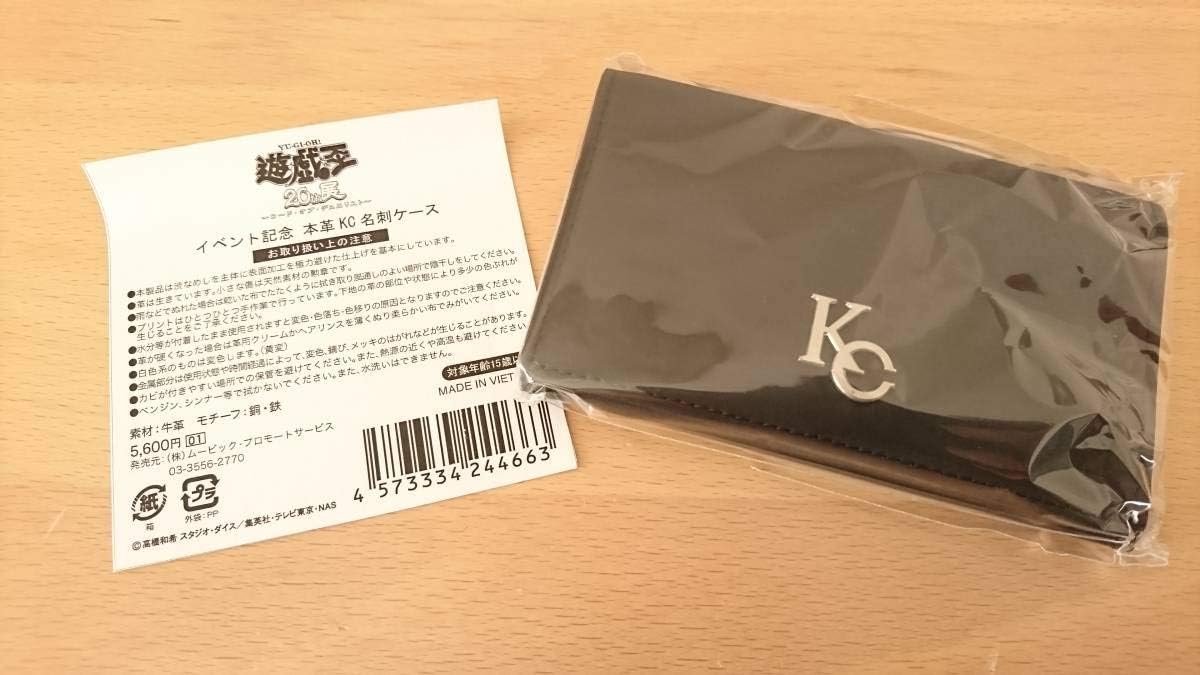 YU-GI-OH!
遊戯王
20th展
〜コード・オブ・デュエリスト〜
イベント記念 本革KC 名刺ケース
お取り扱い上の注意
●本製品は渋なめしを主体に表面加工を極力避けた仕上げを基本にしています。
●革は生きています。小さな傷は天然素材の勲章です。
●雨などでぬれた場合は乾いた布でたたくように拭き取り風通しのよい場所で陰干しをしてください。
●プリントはひとつひとつ手作業で行っています。下地の革の部位や状態により多少の色ぶれが
生じることをご了承ください。
●水分等が付着したまま使用されますと変色・色落ち・色移りの原因となりますのでご注意ください。
●革が硬くなった場合は革用クリームかヘアリンスを薄くぬり柔らかい布でみがいてください。
●白色系のものは変色します。(黄変)
●金属部分は使用状態や時間経過によって、変色、錆び、メッキのはがれなどが生じることがあります。
●カビが付きやすい場所での保管を避けてください。また、熱源の近くや高温も避けてください。
●ベンジン、シンナー等で拭かないでください。また、水洗いはできません。
対象年齢15歳以
MADE IN VIET
素材:牛革 モチーフ:銅・鉄
5,600円 01
発売元:(株)ムービック・プロモートサービス
03-3556-2770
4 573334 244663
紙
箱
プラ
外袋:PP
©高橋和希 スタジオ・ダイス/集英社・テレビ東京・NAS
KC